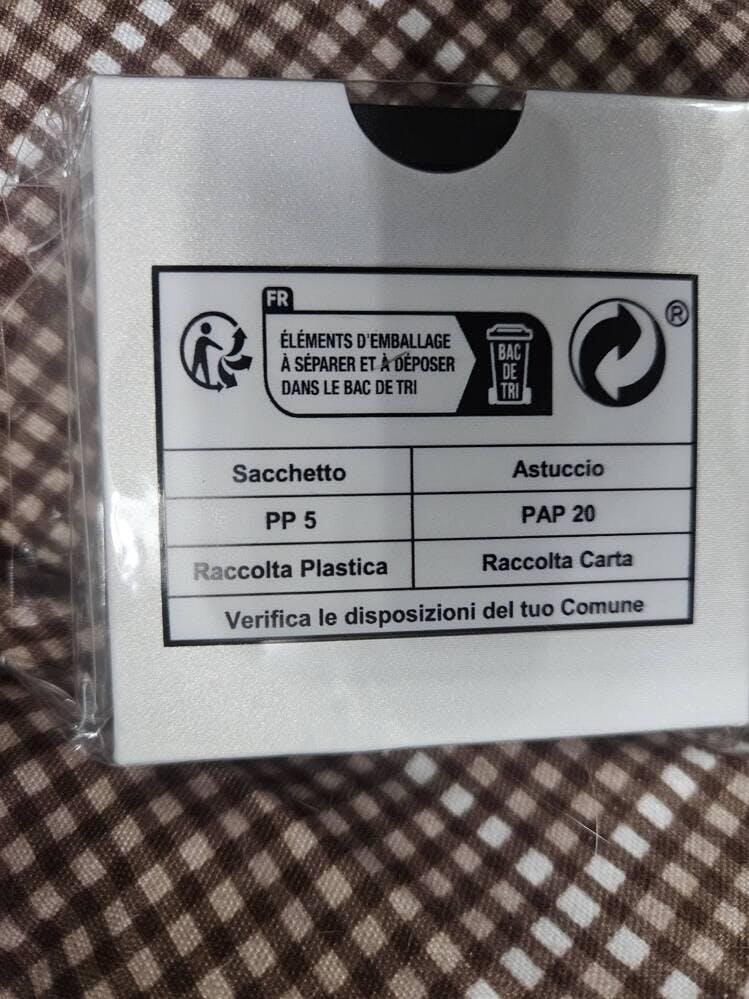 FR
ÉLÉMENTS D'EMBALLAGE
À SÉPARER ET À DÉPOSER
DANS LE BAC DE TRI
BAC
DE
TRI
®
Sacchetto
Astuccio
PP 5
PAP 20
Raccolta Plastica
Raccolta Carta
Verifica le disposizioni del tuo Comune